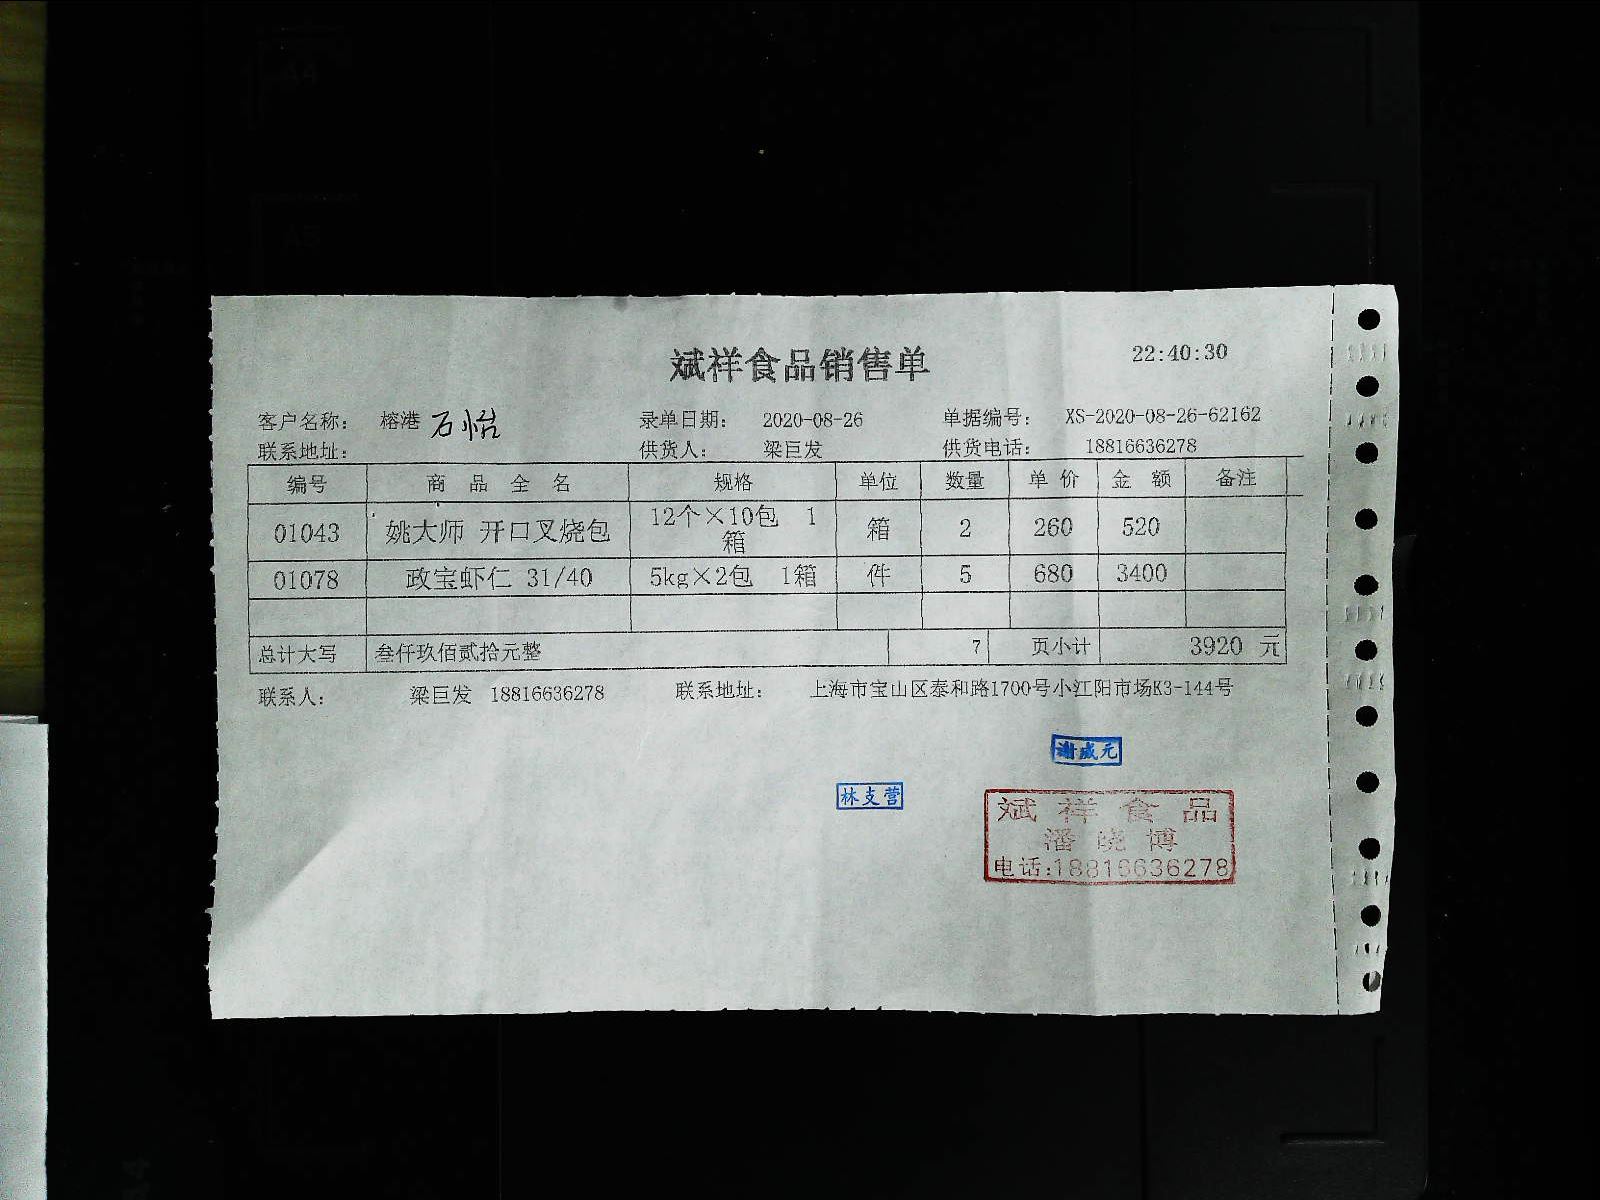 斌祥食品销售单 22:40:30
客户名称: 榕港 石怡 录单日期: 2020-08-26 单据编号: XS-2020-08-26-62162
联系地址: 供货人: 梁巨发 供货电话: 18816636278
编号 商 品 全 名 规格 单位 数量 单 价 金 额 备注
01043 姚大师 开口叉烧包 12个×10包 1箱 箱 2 260 520
01078 政宝虾仁 31/40 5kg×2包 1箱 件 5 680 3400
总计大写 叁仟玖佰贰拾元整 7 页小计 3920 元
联系人: 梁巨发 18816636278 联系地址: 上海市宝山区泰和路1700号小江阳市场K3-144号
谢威元
林支营
斌祥食品
潘晓博
电话:18816636278